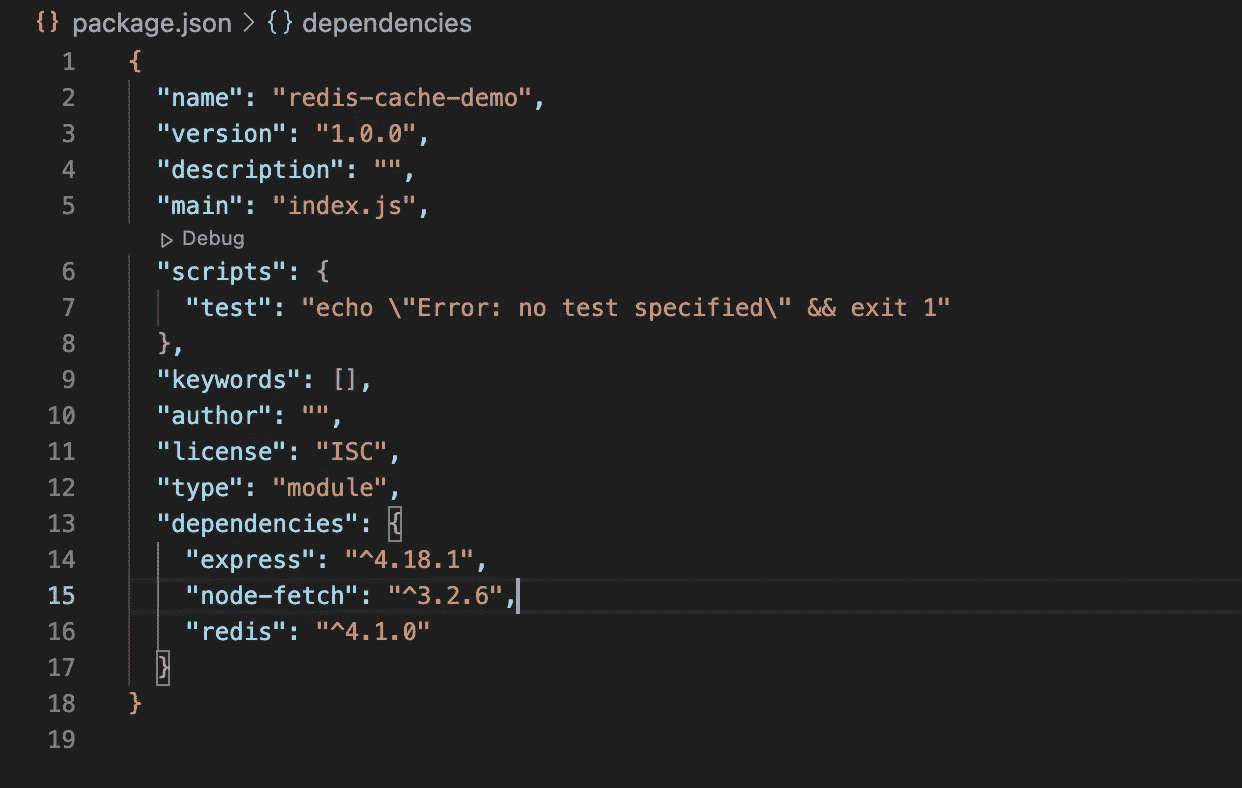 {} package.json > {} dependencies
1 {
2 "name": "redis-cache-demo",
3 "version": "1.0.0",
4 "description": "",
5 "main": "index.js",
Debug
6 "scripts": {
7 "test": "echo \"Error: no test specified\" && exit 1"
8 },
9 "keywords": [],
10 "author": "",
11 "license": "ISC",
12 "type": "module",
13 "dependencies": {
14 "express": "^4.18.1",
15 "node-fetch": "^3.2.6",
16 "redis": "^4.1.0"
17 }
18 }
19